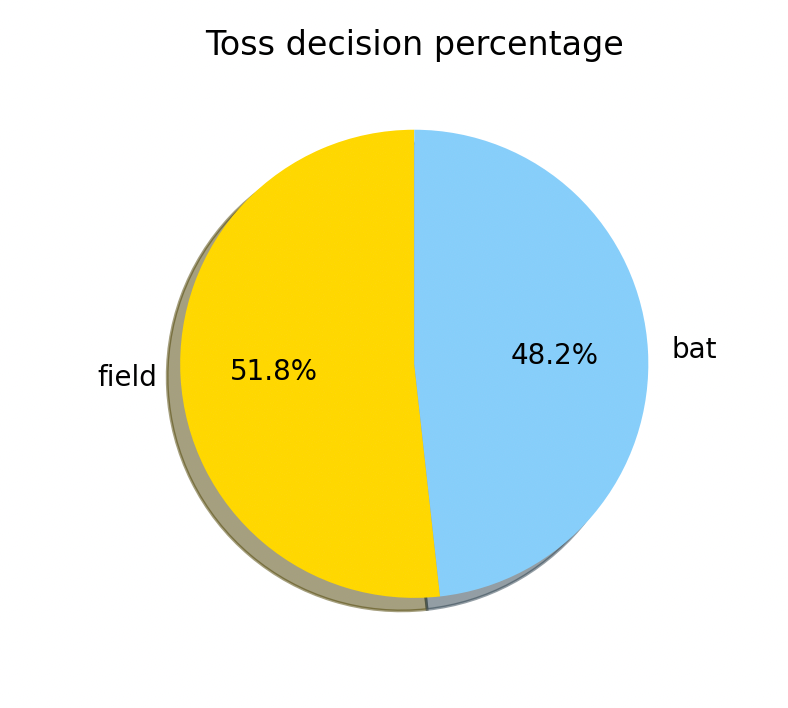 Toss decision percentage
48.2%
bat
51.8%
field